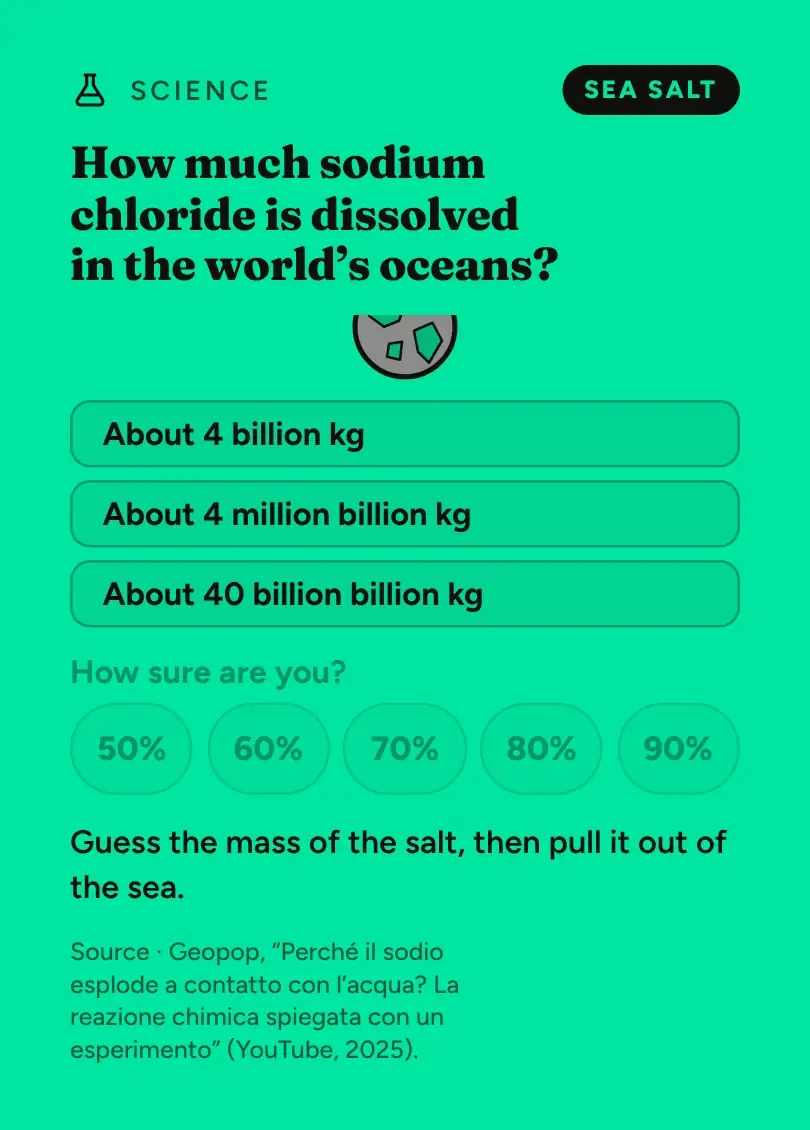 SCIENCE
SEA SALT
How much sodium
chloride is dissolved
in the world’s oceans?
About 4 billion kg
About 4 million billion kg
About 40 billion billion kg
How sure are you?
50% 60% 70% 80% 90%
Guess the mass of the salt, then pull it out of
the sea.
Source · Geopop, “Perché il sodio
esplode a contatto con l’acqua? La
reazione chimica spiegata con un
esperimento” (YouTube, 2025).